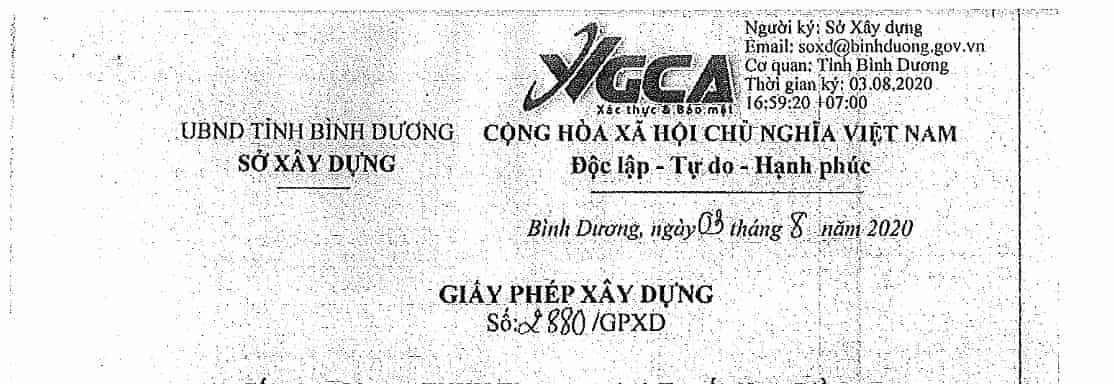 Người ký: Sở Xây dựng
Email: soxd@binhduong.gov.vn
Cơ quan: Tỉnh Bình Dương
Thời gian ký: 03.08.2020
16:59:20 +07:00
VGCA
Xác thực & Bảo mật
UBND TỈNH BÌNH DƯƠNG
SỞ XÂY DỰNG
CỘNG HÒA XÃ HỘI CHỦ NGHĨA VIỆT NAM
Độc lập - Tự do - Hạnh phúc
Bình Dương, ngày 03 tháng 8 năm 2020
GIẤY PHÉP XÂY DỰNG
Số: 2880/GPXD